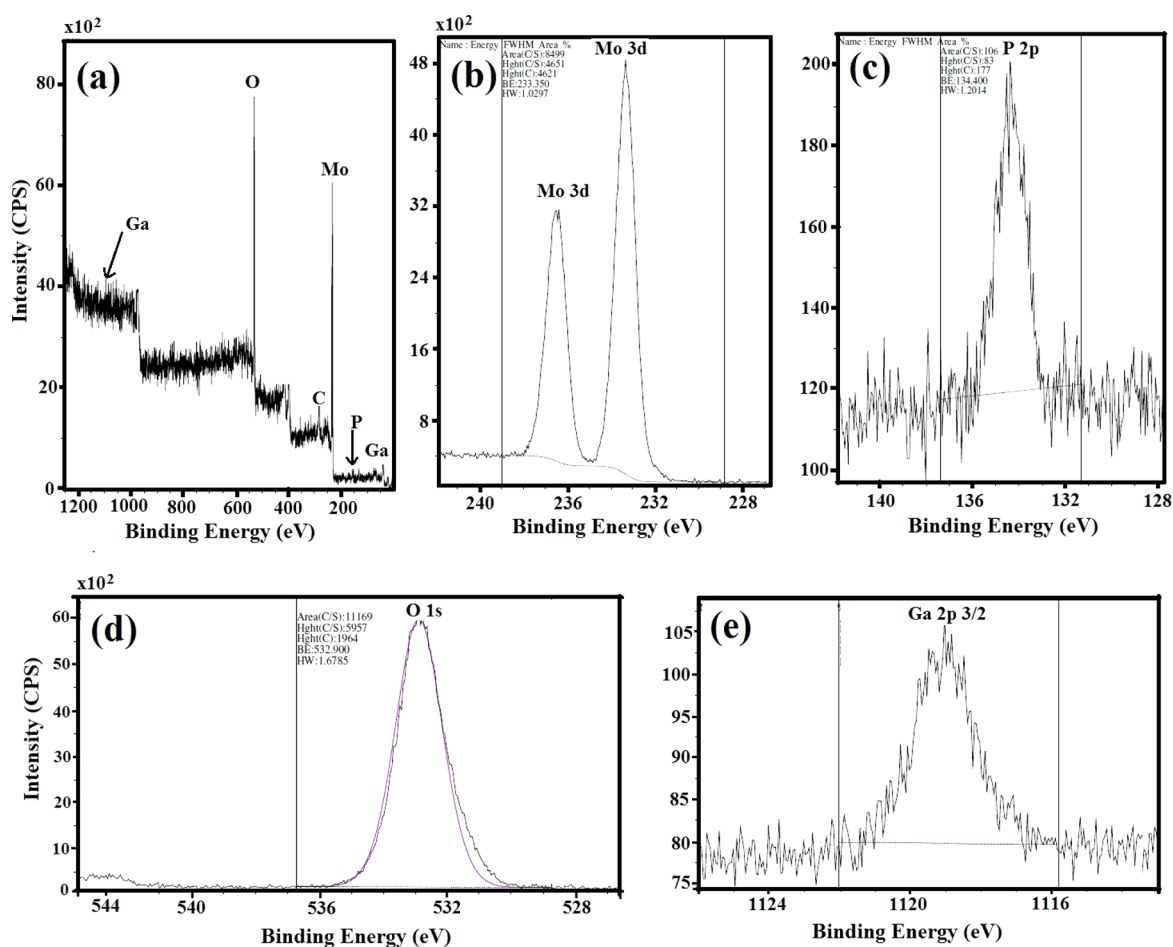 x10²
(a)
O
Mo
Ga
C
P
Ga
80
60
40
20
0
1200 1000 800 600 400 200
Intensity (CPS)
Binding Energy (eV)
x10²
(b)
Name : Energy FWHM Area %
Area(C/S):8499
Hght(C/S):4651
Hght(C):4621
BE:233.350
HW:1.0297
Mo 3d
Mo 3d
48
40
32
24
16
8
240 236 232 228
Binding Energy (eV)
(c)
Name : Energy FWHM Area %
Area(C/S):106
Hght(C/S):83
Hght(C):177
BE:134.400
HW:1.2014
P 2p
200
180
160
140
120
100
140 136 132 128
Binding Energy (eV)
x10²
(d)
Area(C/S):11169
Hght(C/S):5957
Hght(C):1964
BE:532.900
HW:1.6785
O 1s
60
50
40
30
20
10
0
544 540 536 532 528
Intensity (CPS)
Binding Energy (eV)
(e)
Ga 2p 3/2
105
100
95
90
85
80
75
1124 1120 1116
Binding Energy (eV)